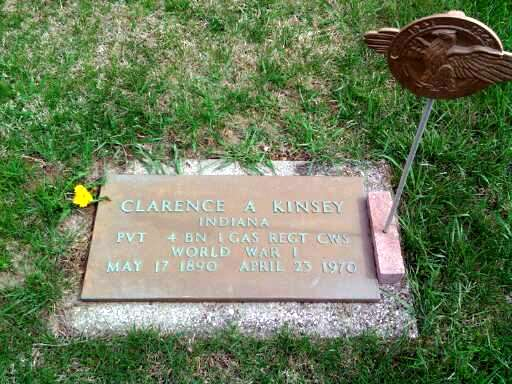 CLARENCE A KINSEY
INDIANA
PVT 4 BN 1 GAS REGT CWS
WORLD WAR I
MAY 17 1890 APRIL 23 1970